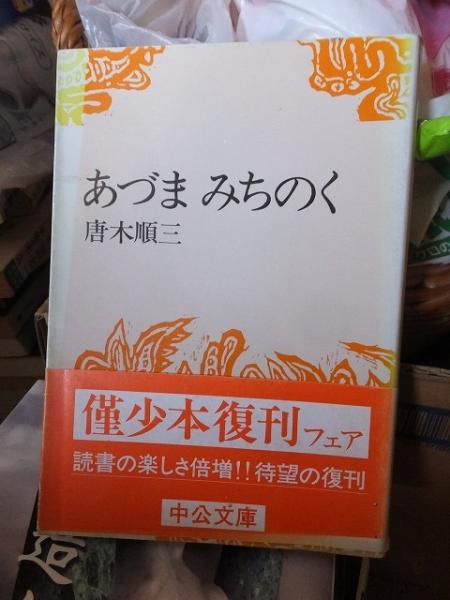 あづま みちのく
唐木順三
僅少本復刊フェア
読書の楽しさ倍増!!待望の復刊
中公文庫